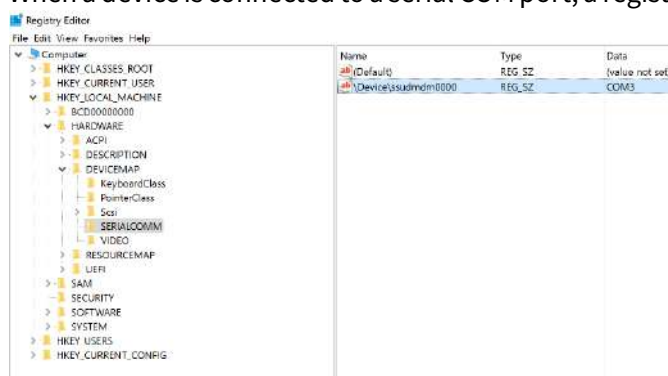 When a device is connected to a serial COM port, a regist
Registry Editor
File Edit View Favorites Help
Computer
HKEY_CLASSES_ROOT
HKEY_CURRENT_USER
HKEY_LOCAL_MACHINE
BCD00000000
HARDWARE
ACPI
DESCRIPTION
DEVICEMAP
KeyboardClass
PointerClass
Scsi
SERIALCOMM
VIDEO
RESOURCEMAP
UEFI
SAM
SECURITY
SOFTWARE
SYSTEM
HKEY_USERS
HKEY_CURRENT_CONFIG
Name Type Data
(Default) REG_SZ (value not set
\Device\ssudmdm0000 REG_SZ COM3